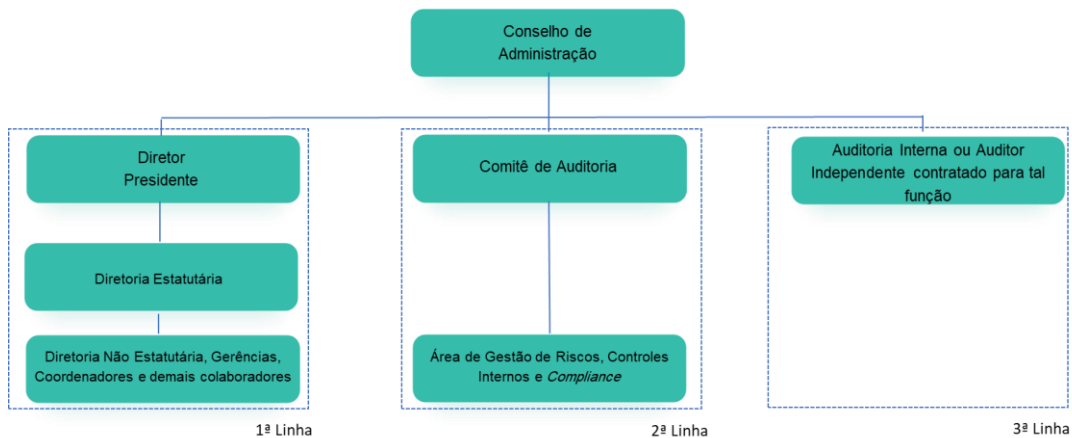 Conselho de
Administração
Diretor
Presidente
Diretoria Estatutária
Diretoria Não Estatutária, Gerências,
Coordenadores e demais colaboradores
1ª Linha
Comitê de Auditoria
Área de Gestão de Riscos, Controles
Internos e Compliance
2ª Linha
Auditoria Interna ou Auditor
Independente contratado para tal
função
3ª Linha